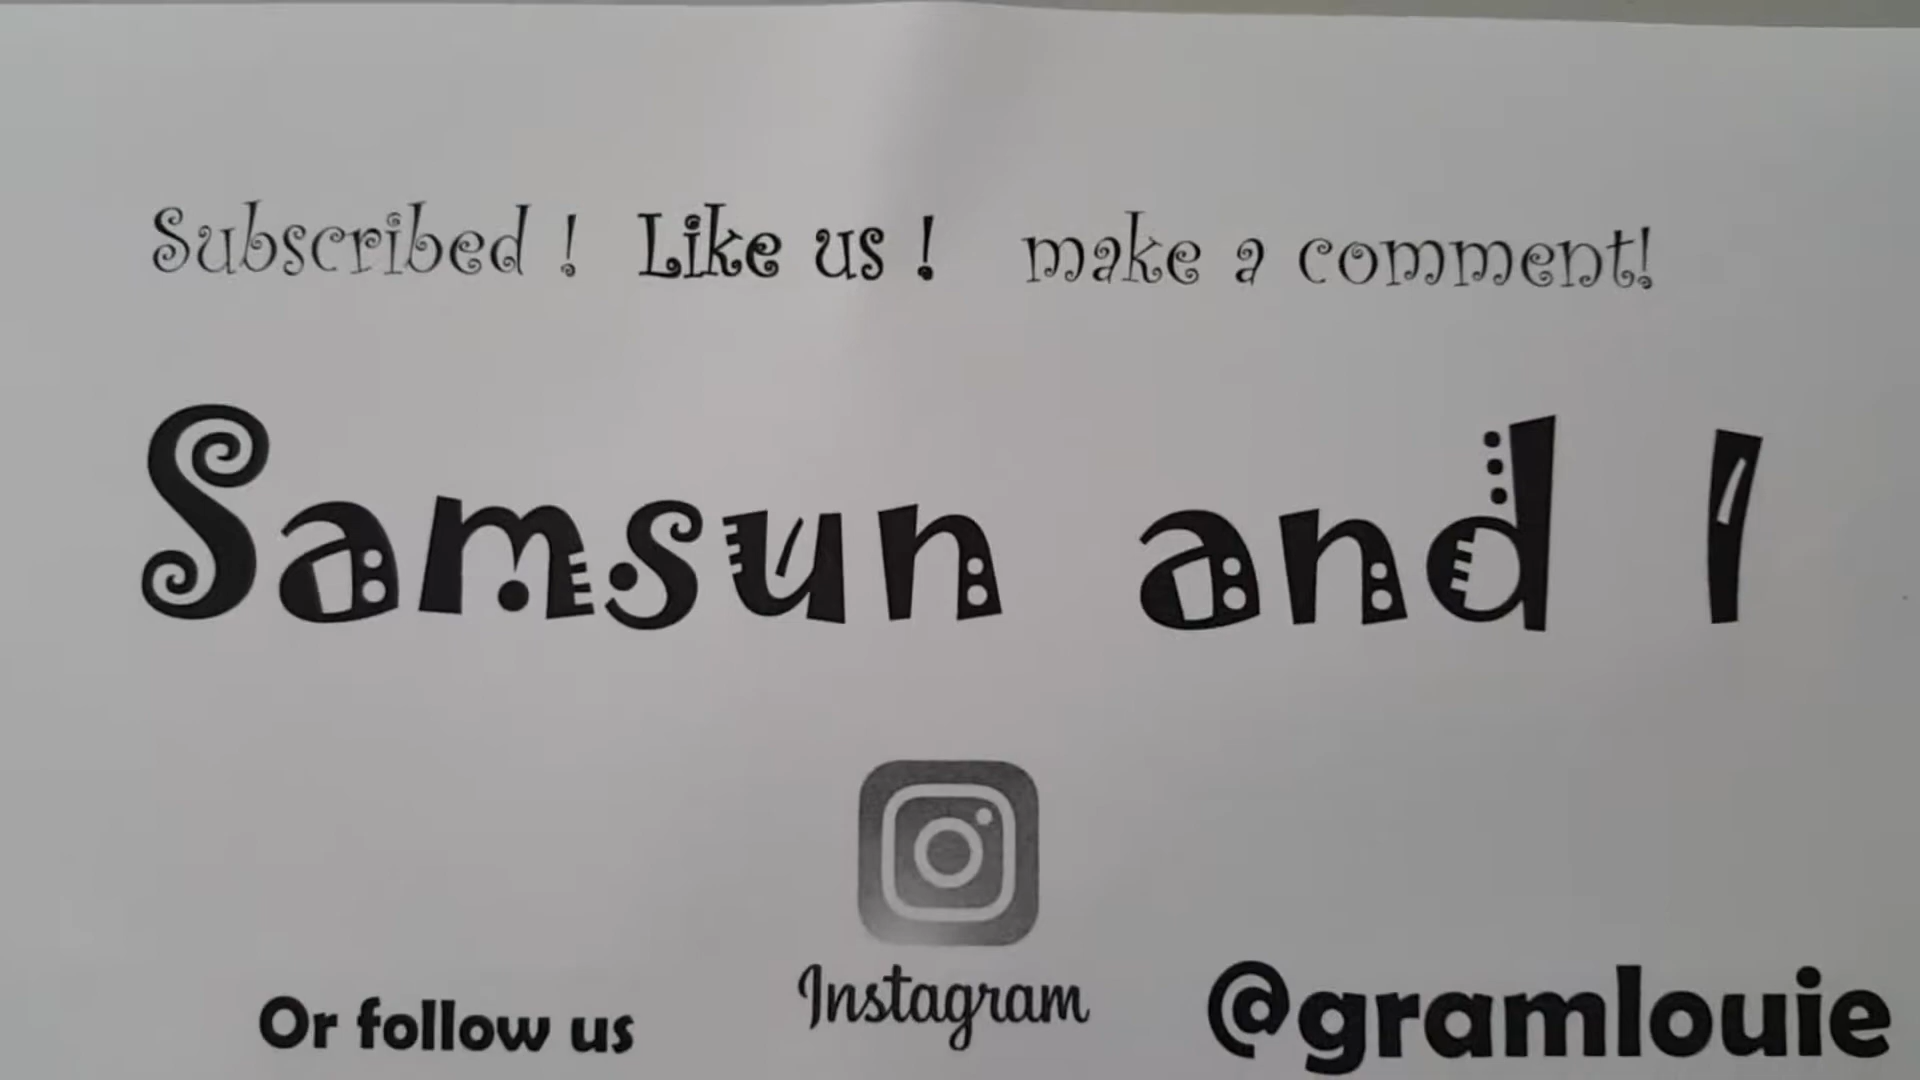 Subscribed ! Like us ! make a comment!
Samsun and I
Instagram
Or follow us @gramlouie